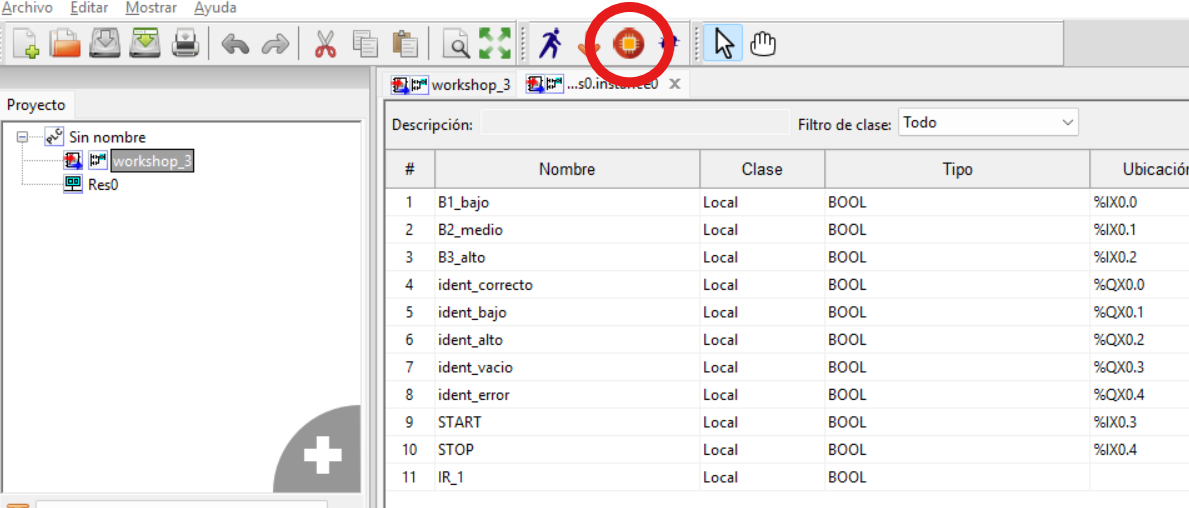 Archivo Editar Mostrar Ayuda
workshop_3 ...s0.instance0
Proyecto
Descripción: Filtro de clase: Todo
Sin nombre
workshop_3
Res0
# Nombre Clase Tipo Ubicación
1 B1_bajo Local BOOL %IX0.0
2 B2_medio Local BOOL %IX0.1
3 B3_alto Local BOOL %IX0.2
4 ident_correcto Local BOOL %QX0.0
5 ident_bajo Local BOOL %QX0.1
6 ident_alto Local BOOL %QX0.2
7 ident_vacio Local BOOL %QX0.3
8 ident_error Local BOOL %QX0.4
9 START Local BOOL %IX0.3
10 STOP Local BOOL %IX0.4
11 IR_1 Local BOOL